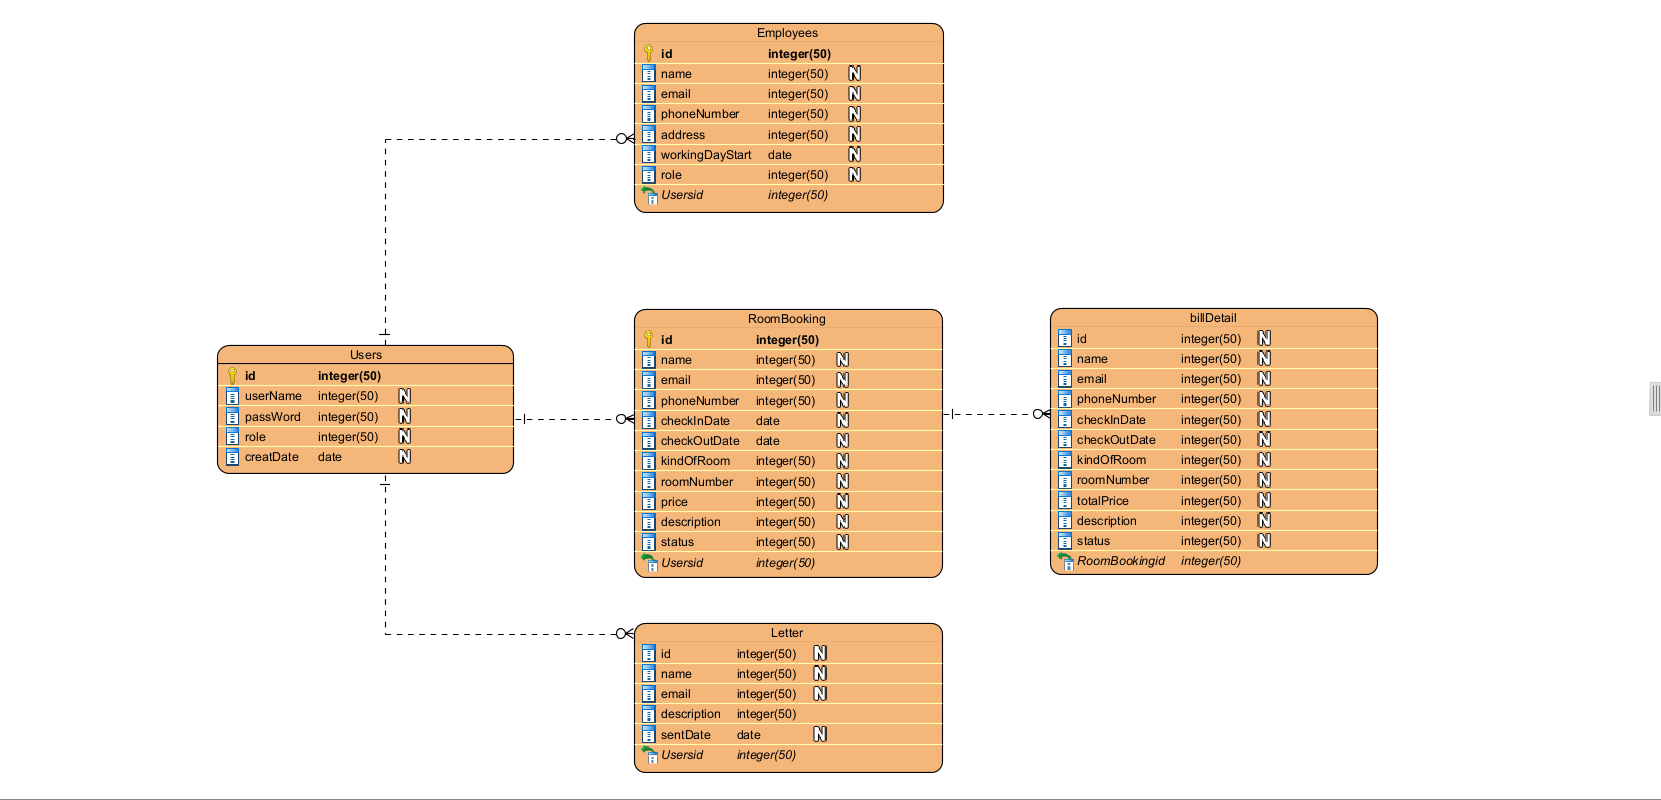 Employees
id integer(50)
name integer(50) N
email integer(50) N
phoneNumber integer(50) N
address integer(50) N
workingDayStart date N
role integer(50) N
Usersid integer(50)
Users
id integer(50)
userName integer(50) N
passWord integer(50) N
role integer(50) N
creatDate date N
RoomBooking
id integer(50)
name integer(50) N
email integer(50) N
phoneNumber integer(50) N
checkInDate date N
checkOutDate date N
kindOfRoom integer(50) N
roomNumber integer(50) N
price integer(50) N
description integer(50) N
status integer(50) N
Usersid integer(50)
billDetail
id integer(50) N
name integer(50) N
email integer(50) N
phoneNumber integer(50) N
checkInDate integer(50) N
checkOutDate integer(50) N
kindOfRoom integer(50) N
roomNumber integer(50) N
totalPrice integer(50) N
description integer(50) N
status integer(50) N
RoomBookingid integer(50)
Letter
id integer(50) N
name integer(50) N
email integer(50) N
description integer(50)
sentDate date N
Usersid integer(50)